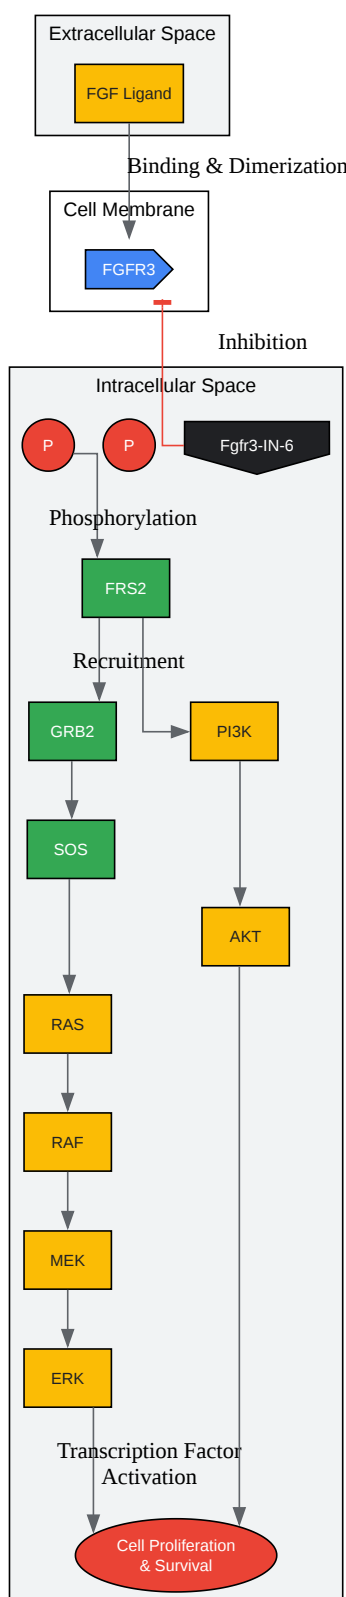 Extracellular Space
FGF Ligand
Binding & Dimerization
Cell Membrane
FGFR3
Inhibition
Intracellular Space
P
P
Fgfr3-IN-6
Phosphorylation
FRS2
Recruitment
GRB2
PI3K
SOS
AKT
RAS
RAF
MEK
ERK
Transcription Factor
Activation
Cell Proliferation
& Survival